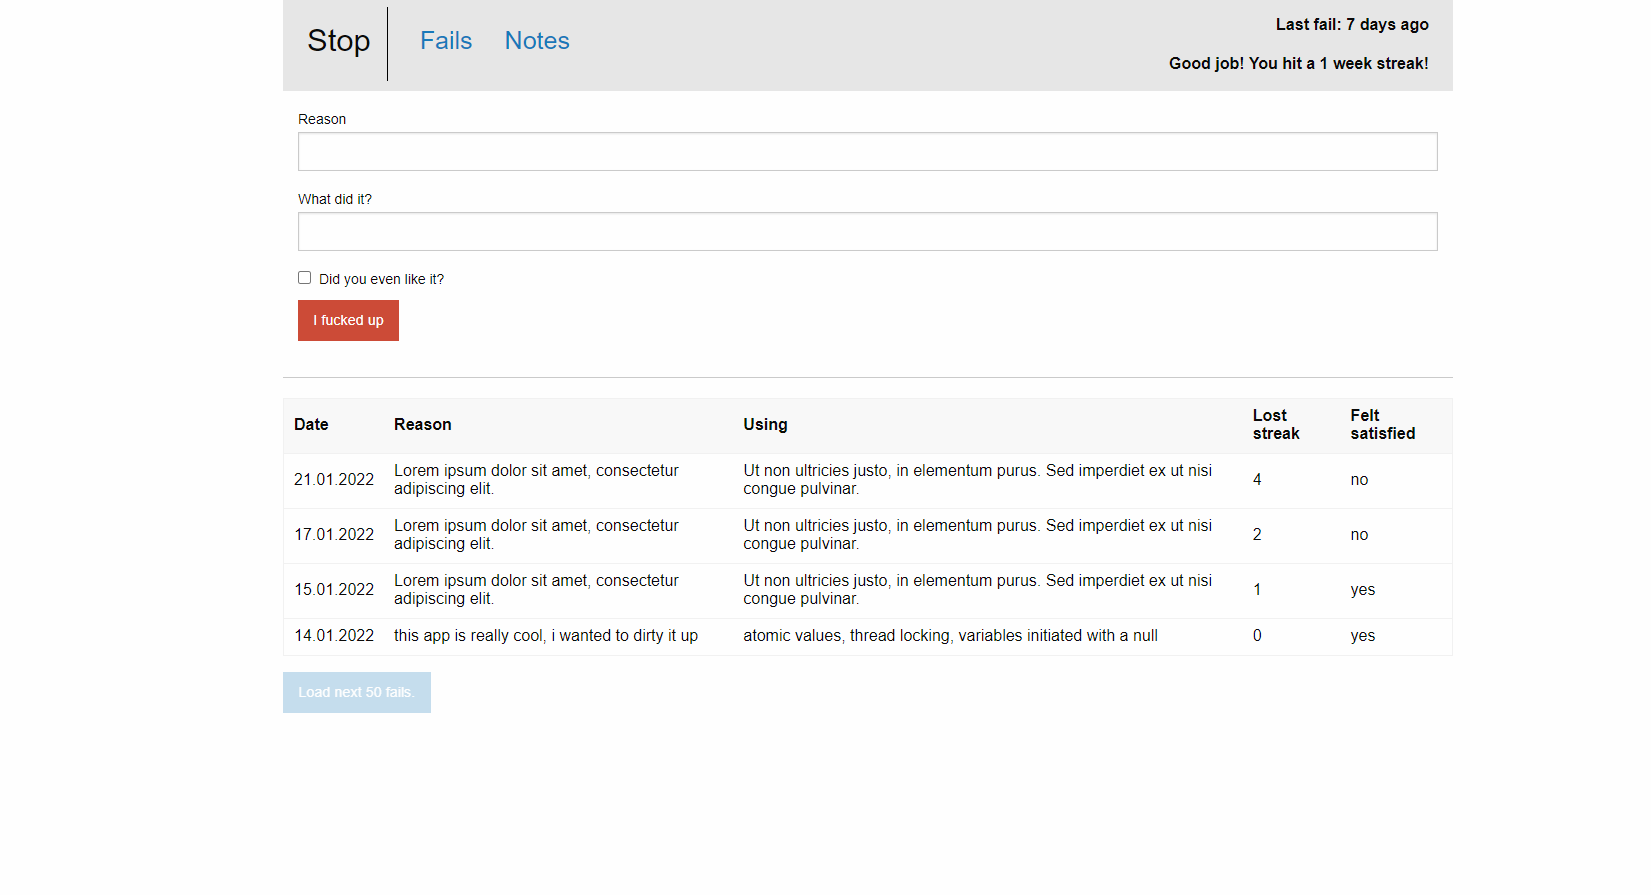 Stop
Fails
Notes
Last fail: 7 days ago
Good job! You hit a 1 week streak!
Reason
What did it?
Did you even like it?
I fucked up
Date Reason Using Lost streak Felt satisfied
21.01.2022 Lorem ipsum dolor sit amet, consectetur adipiscing elit. Ut non ultricies justo, in elementum purus. Sed imperdiet ex ut nisi congue pulvinar. 4 no
17.01.2022 Lorem ipsum dolor sit amet, consectetur adipiscing elit. Ut non ultricies justo, in elementum purus. Sed imperdiet ex ut nisi congue pulvinar. 2 no
15.01.2022 Lorem ipsum dolor sit amet, consectetur adipiscing elit. Ut non ultricies justo, in elementum purus. Sed imperdiet ex ut nisi congue pulvinar. 1 yes
14.01.2022 this app is really cool, i wanted to dirty it up atomic values, thread locking, variables initiated with a null 0 yes
Load next 50 fails.